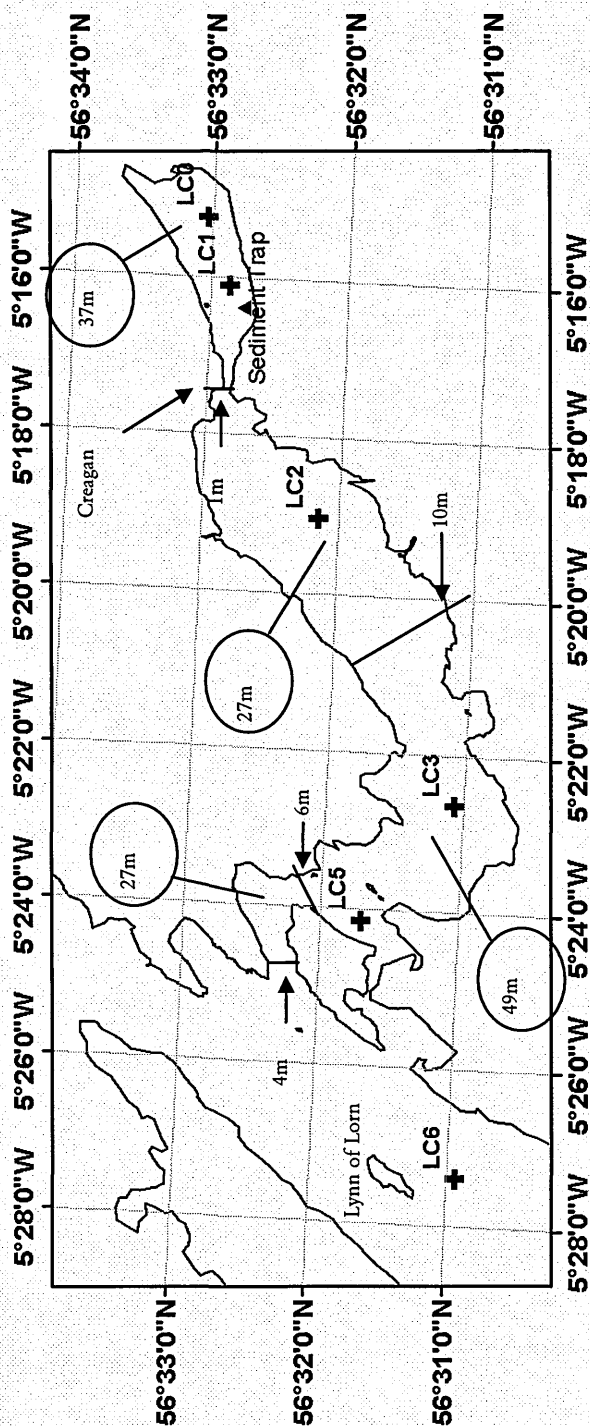 5°28'0"W 5°26'0"W 5°24'0"W 5°22'0"W 5°20'0"W 5°18'0"W 5°16'0"W
56°34'0"N
37m
Creagan
27m
27m
LC0
LC1
56°33'0"N
56°33'0"N
1m
Sediment Trap
6m
4m
LC2
56°32'0"N
56°32'0"N
LC5
Lynn of Lorn
10m
LC3
LC6
56°31'0"N
56°31'0"N
49m
5°28'0"W 5°26'0"W 5°24'0"W 5°22'0"W 5°20'0"W 5°18'0"W 5°16'0"W